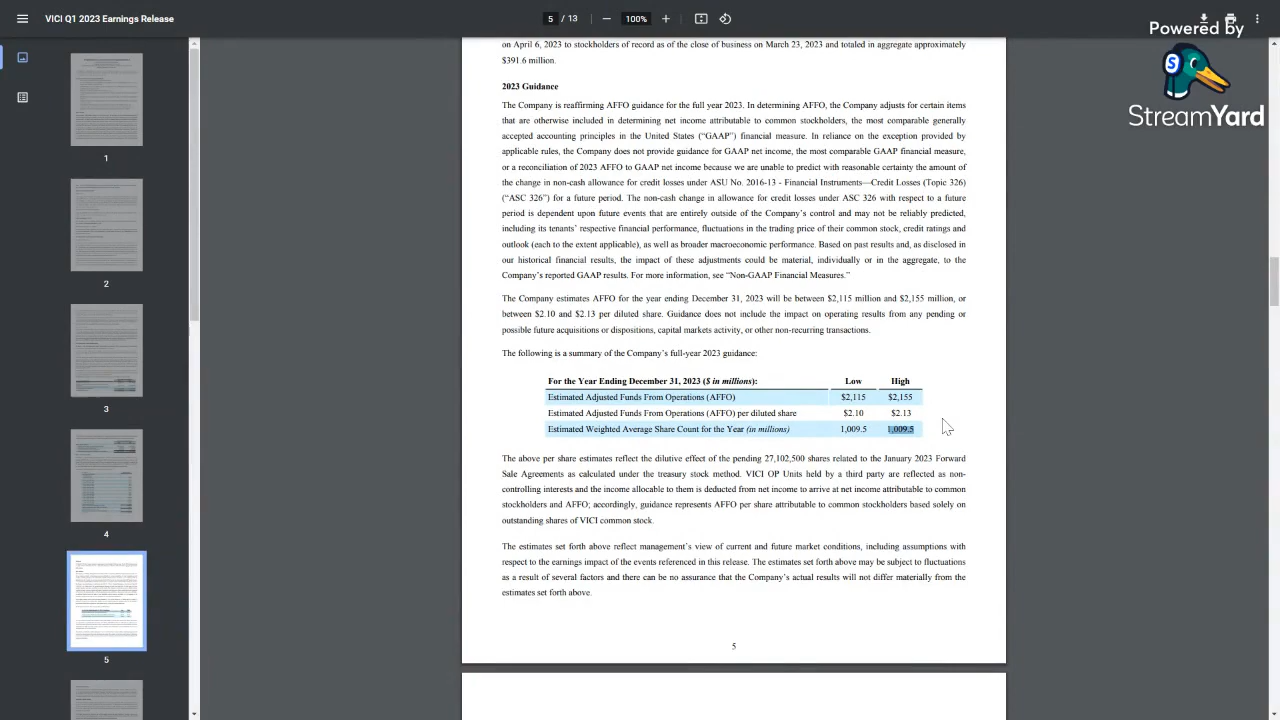 VICI Q1 2023 Earnings Release
5 / 13
100%
Powered by
StreamYard
1
2
3
4
5
on April 6, 2023 to stockholders of record as of the close of business on March 23, 2023 and totaled in aggregate approximately
$391.6 million.
2023 Guidance
The Company is reaffirming AFFO guidance for the full year 2023. In determining AFFO, the Company adjusts for certain items
that are otherwise included in determining net income attributable to common stockholders, the most comparable generally
accepted accounting principles in the United States (“GAAP”) financial measure. In reliance on the exception provided by
applicable rules, the Company does not provide guidance for GAAP net income, the most comparable GAAP financial measure,
or a reconciliation of 2023 AFFO to GAAP net income because we are unable to predict with reasonable certainty the amount of
the change in non-cash allowance for credit losses under ASU No. 2016-13 - Financial Instruments—Credit Losses (Topic 326)
(“ASC 326”) for a future period. The non-cash change in allowance for credit losses under ASC 326 with respect to a future
period is dependent upon future events that are entirely outside of the Company’s control and may not be reliably predicted,
including its tenants’ respective financial performance, fluctuations in the trading price of their common stock, credit ratings and
outlook (each to the extent applicable), as well as broader macroeconomic performance. Based on past results and, as disclosed in
our historical financial results, the impact of these adjustments could be material, individually or in the aggregate, to the
Company’s reported GAAP results. For more information, see “Non-GAAP Financial Measures.”
The Company estimates AFFO for the year ending December 31, 2023 will be between $2,115 million and $2,155 million, or
between $2.10 and $2.13 per diluted share. Guidance does not include the impact on operating results from any pending or
possible future acquisitions or dispositions, capital markets activity, or other non-recurring transactions.
The following is a summary of the Company’s full-year 2023 guidance:
For the Year Ending December 31, 2023 ($ in millions): Low High
Estimated Adjusted Funds From Operations (AFFO) $2,115 $2,155
Estimated Adjusted Funds From Operations (AFFO) per diluted share $2.10 $2.13
Estimated Weighted Average Share Count for the Year (in millions) 1,009.5 1,009.5
The above per share estimates reflect the dilutive effect of the pending 27,102,500 shares related to the January 2023 Forward
Sale Agreements as calculated under the treasury stock method. VICI OP Units held by a third party are reflected as non-
controlling interests and the income allocable to them is deducted from net income to arrive at net income attributable to common
stockholders and AFFO; accordingly, guidance represents AFFO per share attributable to common stockholders based solely on
outstanding shares of VICI common stock.
The estimates set forth above reflect management’s view of current and future market conditions, including assumptions with
respect to the earnings impact of the events referenced in this release. The estimates set forth above may be subject to fluctuations
as a result of several factors and there can be no assurance that the Company’s actual results will not differ materially from the
estimates set forth above.
5